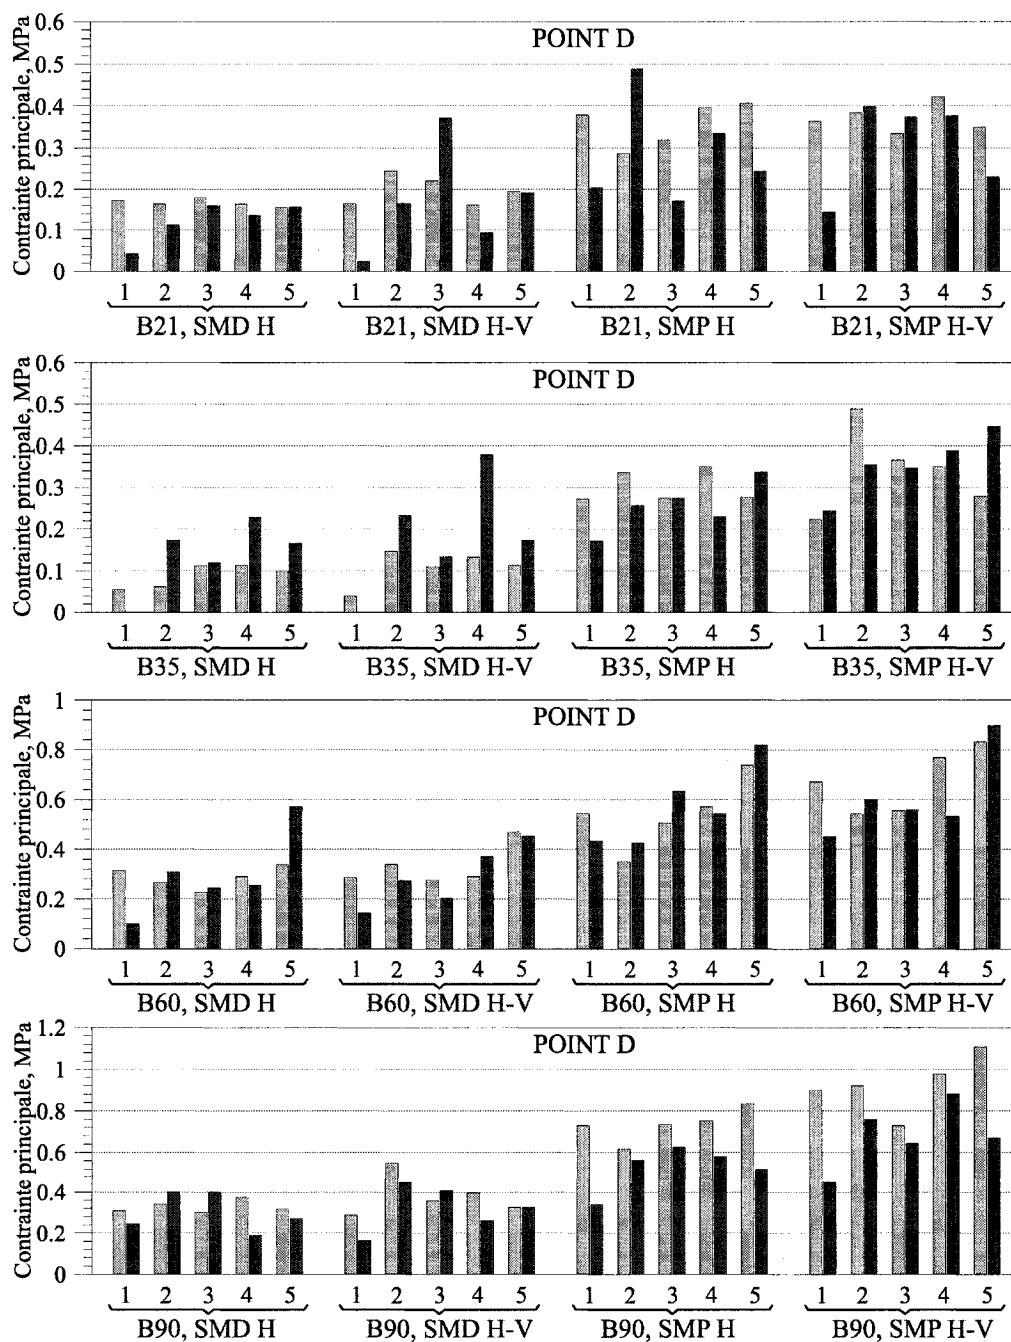 Contrainte principale, MPa
POINT D
0.6
0.5
0.4
0.3
0.2
0.1
0
1 2 3 4 5 1 2 3 4 5 1 2 3 4 5 1 2 3 4 5
B21, SMD H B21, SMD H-V B21, SMP H B21, SMP H-V
Contrainte principale, MPa
POINT D
0.6
0.5
0.4
0.3
0.2
0.1
0
1 2 3 4 5 1 2 3 4 5 1 2 3 4 5 1 2 3 4 5
B35, SMD H B35, SMD H-V B35, SMP H B35, SMP H-V
Contrainte principale, MPa
POINT D
1
0.8
0.6
0.4
0.2
0
1 2 3 4 5 1 2 3 4 5 1 2 3 4 5 1 2 3 4 5
B60, SMD H B60, SMD H-V B60, SMP H B60, SMP H-V
Contrainte principale, MPa
POINT D
1.2
1
0.8
0.6
0.4
0.2
0
1 2 3 4 5 1 2 3 4 5 1 2 3 4 5 1 2 3 4 5
B90, SMD H B90, SMD H-V B90, SMP H B90, SMP H-V